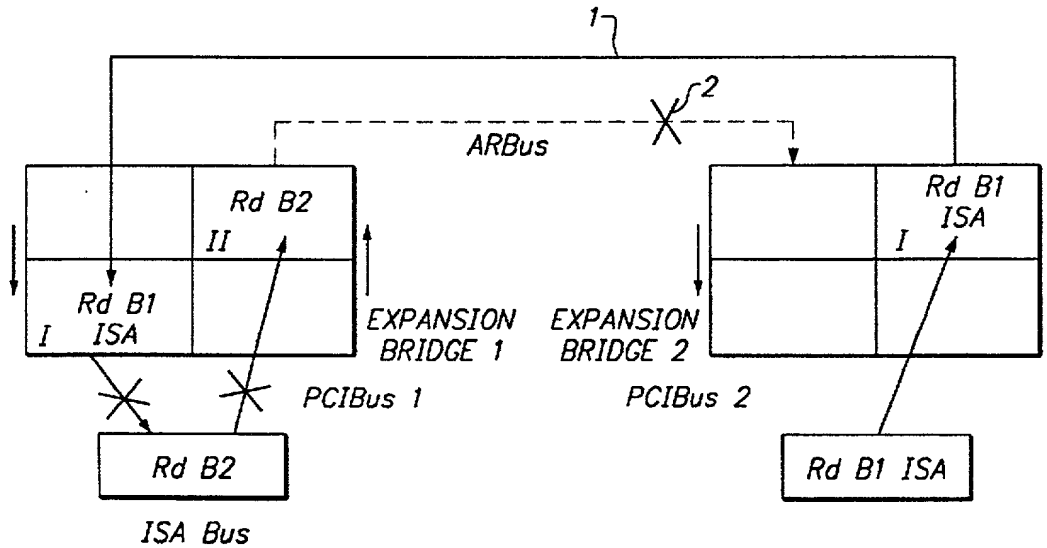 1
2
ARBus
Rd B2
II
Rd B1
ISA
I
Rd B1
ISA
I
EXPANSION
BRIDGE 1
EXPANSION
BRIDGE 2
PCIBus 1
PCIBus 2
Rd B2
Rd B1 ISA
ISA Bus